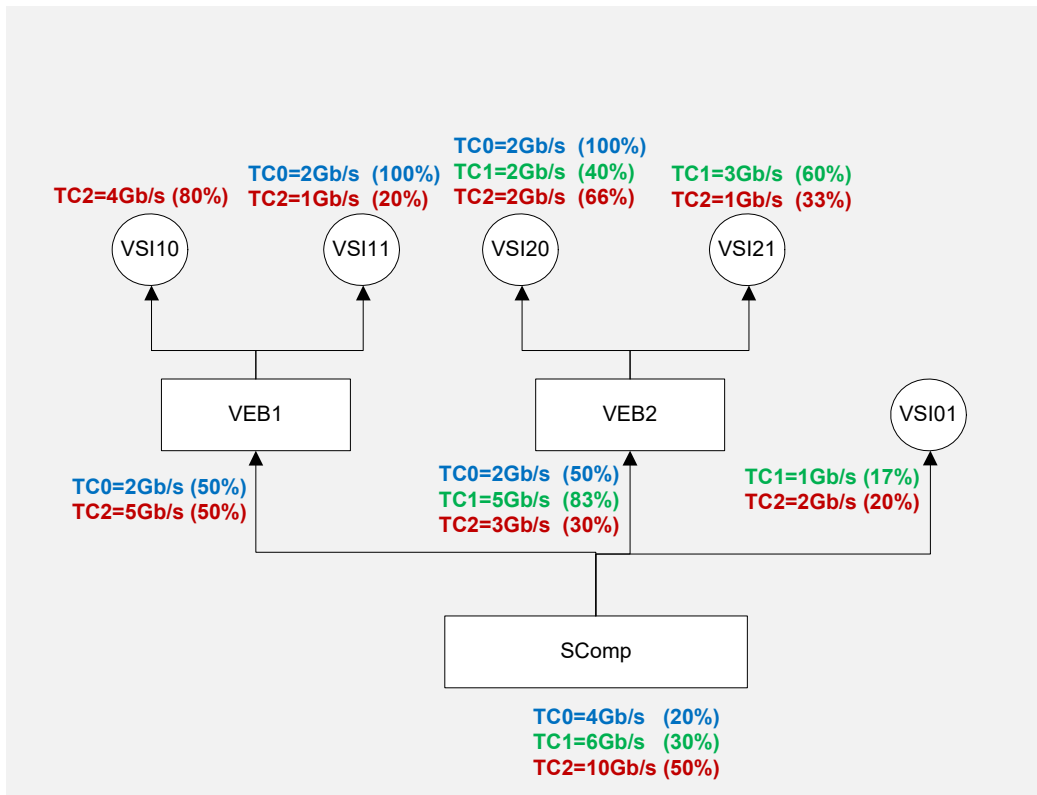 TC2=4Gb/s (80%)
TC0=2Gb/s (100%)
TC2=1Gb/s (20%)
TC0=2Gb/s (100%)
TC1=2Gb/s (40%)
TC2=2Gb/s (66%)
TC1=3Gb/s (60%)
TC2=1Gb/s (33%)
VSI10
VSI11
VSI20
VSI21
VEB1
VEB2
VSI01
TC0=2Gb/s (50%)
TC2=5Gb/s (50%)
TC0=2Gb/s (50%)
TC1=5Gb/s (83%)
TC2=3Gb/s (30%)
TC1=1Gb/s (17%)
TC2=2Gb/s (20%)
SComp
TC0=4Gb/s (20%)
TC1=6Gb/s (30%)
TC2=10Gb/s (50%)